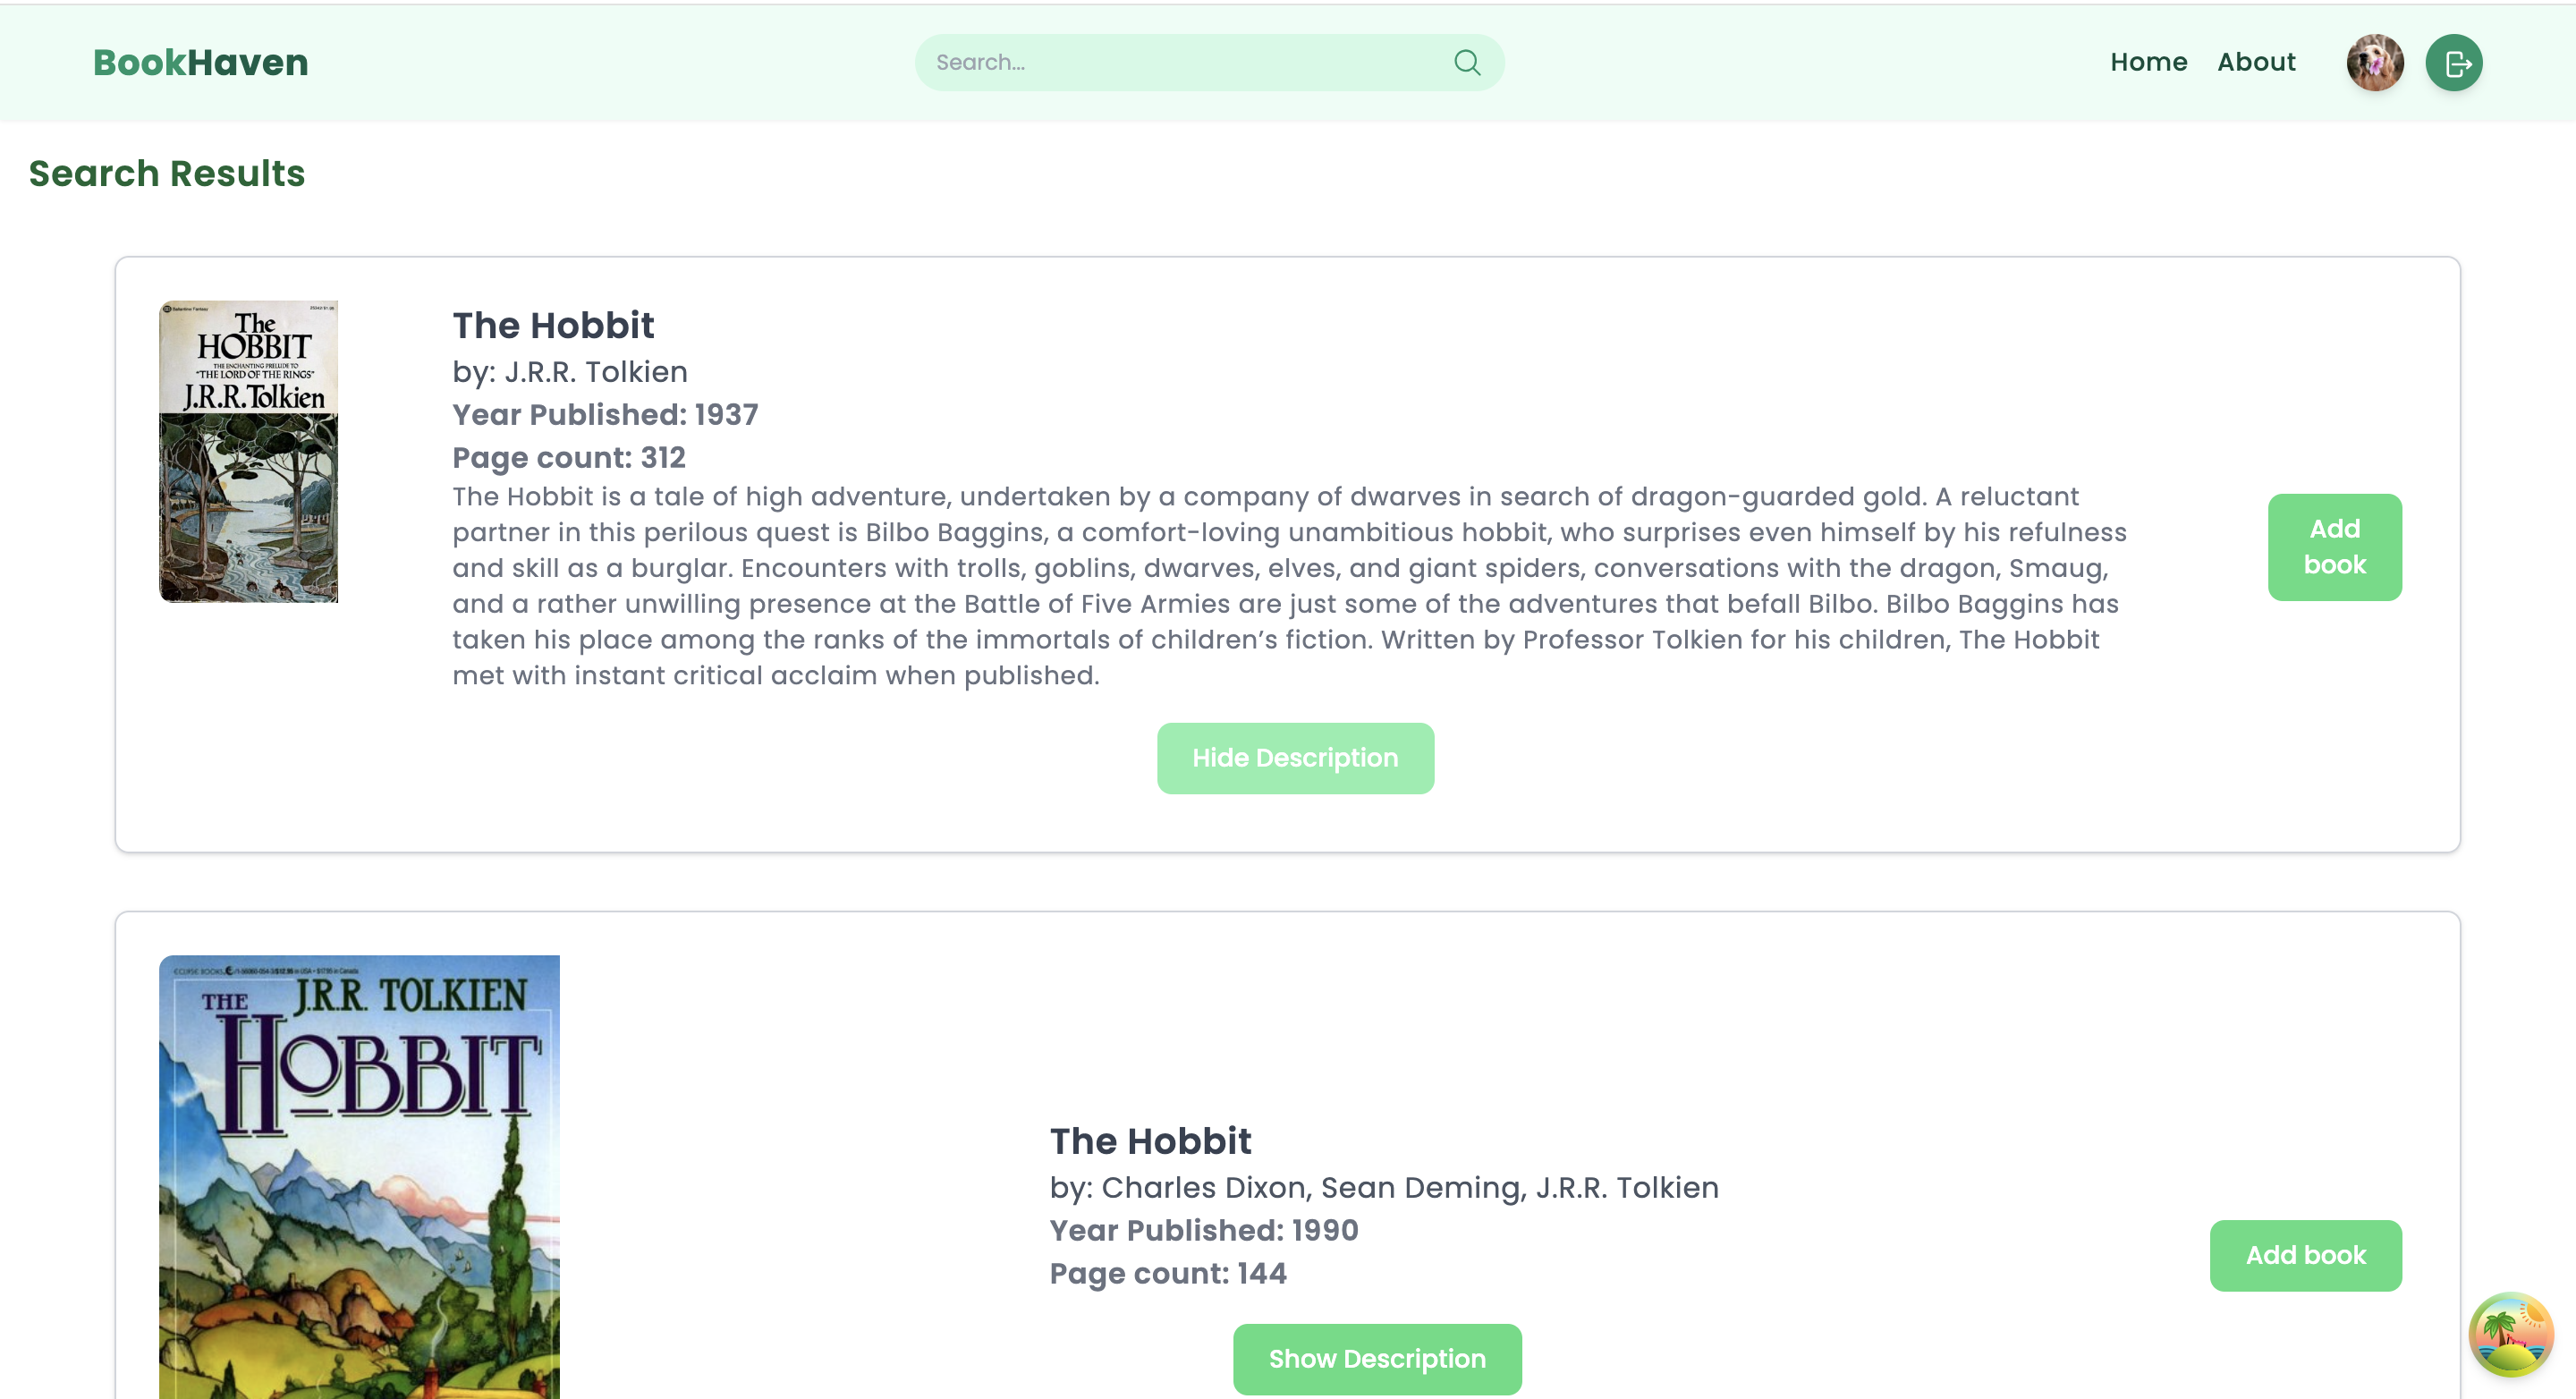 BookHaven
Search...
Home
About
Search Results
The
HOBBIT
THE ENCHANTING PRELUDE TO
"THE LORD OF THE RINGS"
J.R.R. Tolkien
The Hobbit
by: J.R.R. Tolkien
Year Published: 1937
Page count: 312
The Hobbit is a tale of high adventure, undertaken by a company of dwarves in search of dragon-guarded gold. A reluctant
partner in this perilous quest is Bilbo Baggins, a comfort-loving unambitious hobbit, who surprises even himself by his refulness
and skill as a burglar. Encounters with trolls, goblins, dwarves, elves, and giant spiders, conversations with the dragon, Smaug,
and a rather unwilling presence at the Battle of Five Armies are just some of the adventures that befall Bilbo. Bilbo Baggins has
taken his place among the ranks of the immortals of children’s fiction. Written by Professor Tolkien for his children, The Hobbit
met with instant critical acclaim when published.
Add
book
Hide Description
J.R.R. TOLKIEN
THE
HOBBIT
The Hobbit
by: Charles Dixon, Sean Deming, J.R.R. Tolkien
Year Published: 1990
Page count: 144
Add book
Show Description